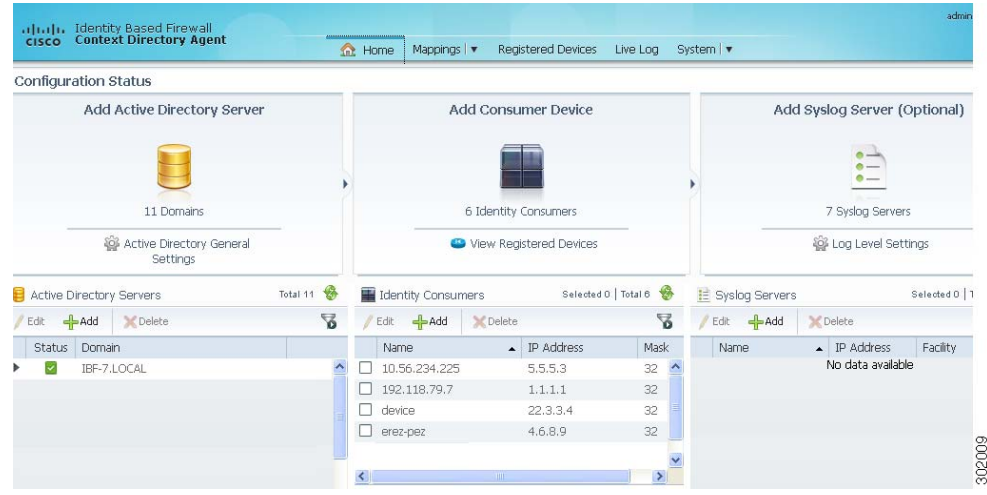 admin
cisco Identity Based Firewall
Context Directory Agent
Home Mappings | ▼ Registered Devices Live Log System | ▼
Configuration Status
Add Active Directory Server
11 Domains
Active Directory General
Settings
Add Consumer Device
6 Identity Consumers
View Registered Devices
Add Syslog Server (Optional)
7 Syslog Servers
Log Level Settings
Active Directory Servers Total 11
Edit Add Delete
Status Domain
IBF-7.LOCAL
Identity Consumers Selected 0 | Total 6
Edit Add Delete
Name IP Address Mask
10.56.234.225 5.5.5.3 32
192.118.79.7 1.1.1.1 32
device 22.3.3.4 32
erez-pez 4.6.8.9 32
Syslog Servers Selected 0 |
Edit Add Delete
Name IP Address Facility
No data available
302009